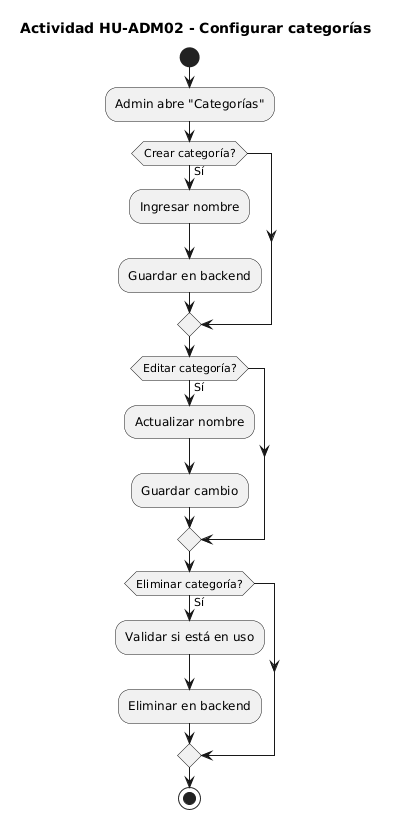 Actividad HU-ADM02 - Configurar categorías
Admin abre "Categorías"
Crear categoría?
Sí
Ingresar nombre
Guardar en backend
Editar categoría?
Sí
Actualizar nombre
Guardar cambio
Eliminar categoría?
Sí
Validar si está en uso
Eliminar en backend